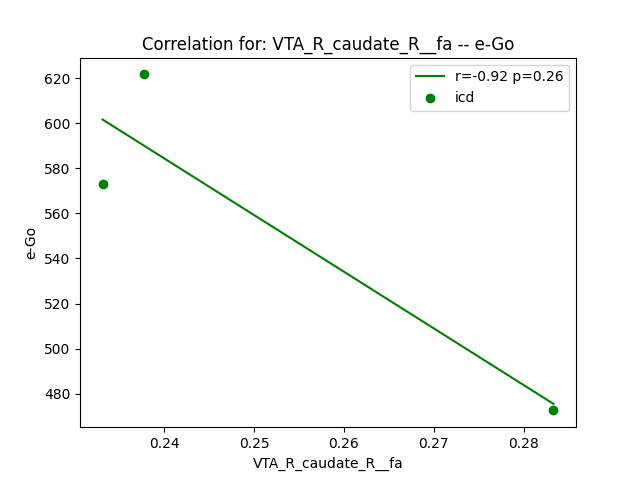 Correlation for: VTA_R_caudate_R__fa -- e-Go
r=-0.92 p=0.26
icd
620
600
580
560
540
520
500
480
e-Go
0.24 0.25 0.26 0.27 0.28
VTA_R_caudate_R__fa